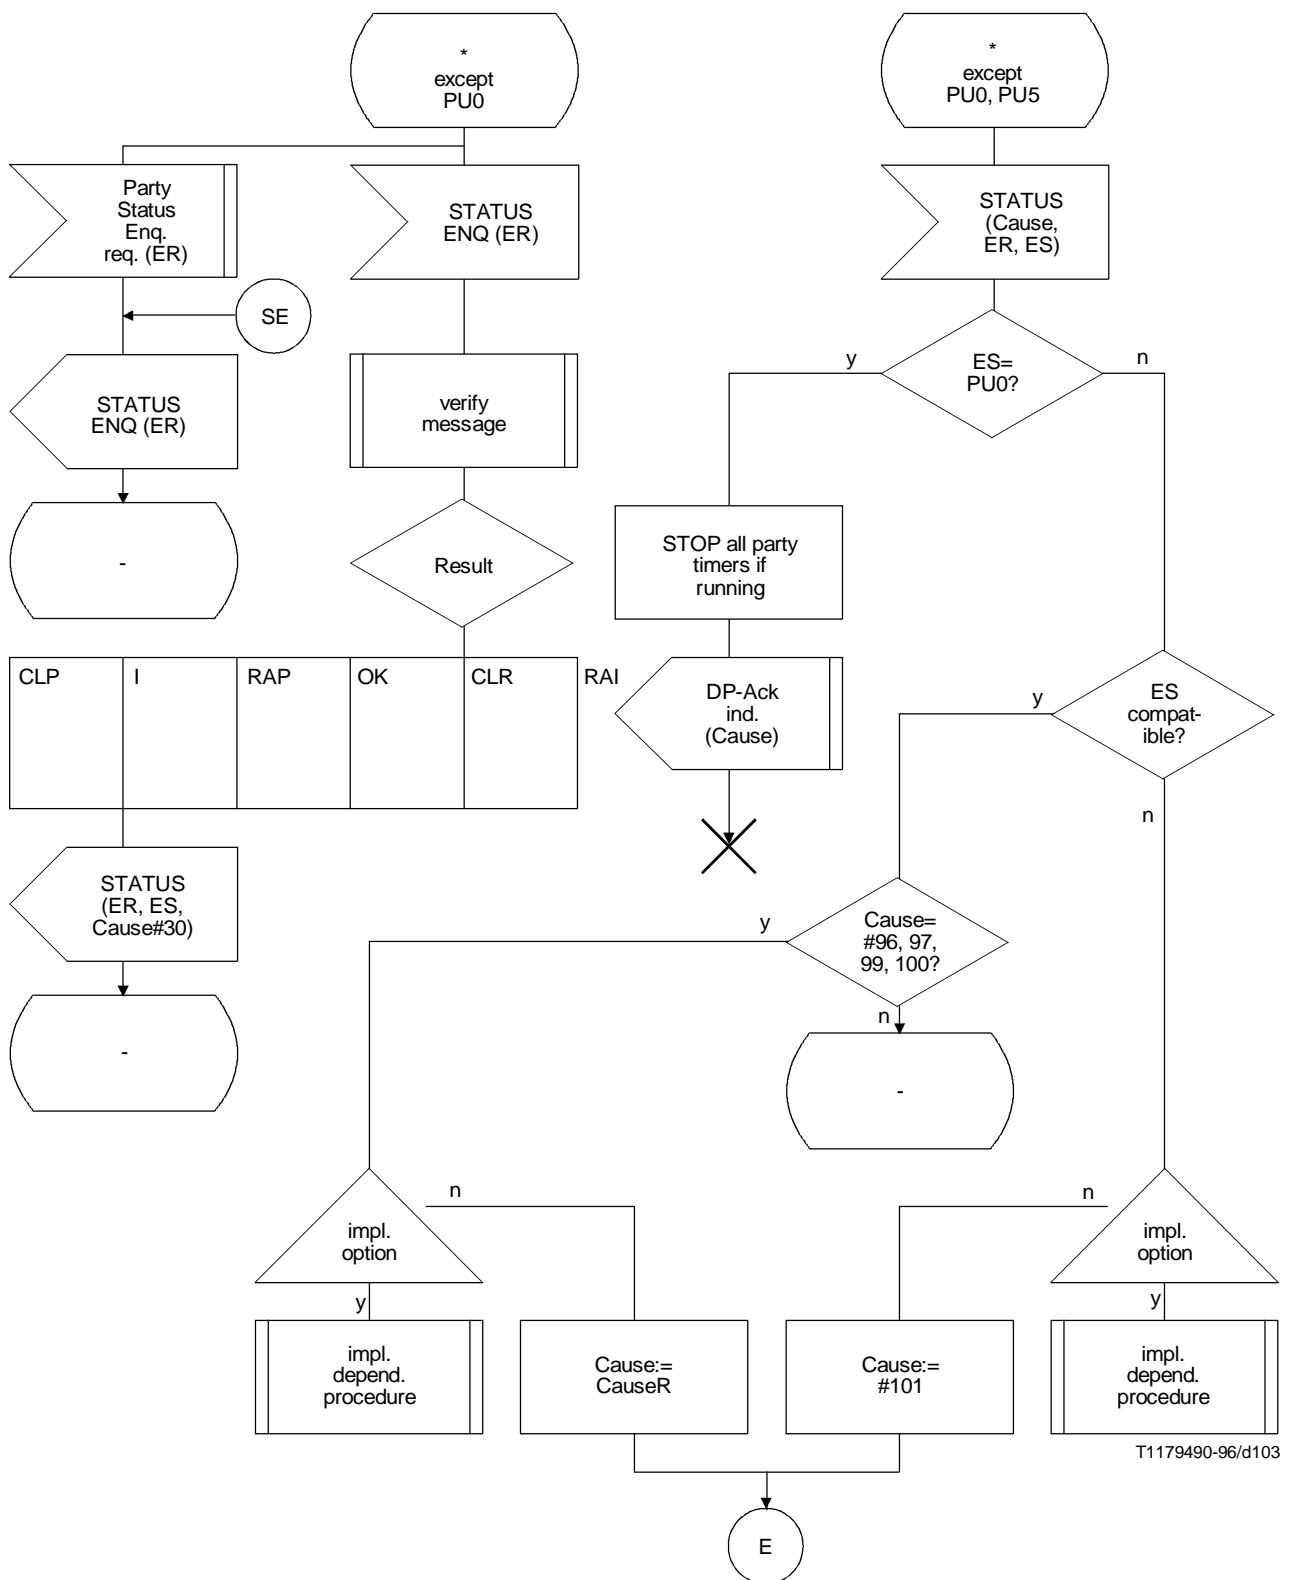 *
except
PU0
*
except
PU0, PU5
Party
Status
Enq.
req. (ER)
STATUS
ENQ (ER)
STATUS
(Cause,
ER, ES)
SE
STATUS
ENQ (ER)
verify
message
y
ES=
PU0?
n
-
Result
STOP all party
timers if
running
CLP
I
RAP
OK
CLR
RAI
DP-Ack
ind.
(Cause)
y
ES
compat-
ible?
n
STATUS
(ER, ES,
Cause#30)
y
Cause=
#96, 97,
99, 100?
n
-
-
impl.
option
n
y
n
impl.
option
y
impl.
depend.
procedure
Cause:=
CauseR
Cause:=
#101
impl.
depend.
procedure
T1179490-96/d103
E